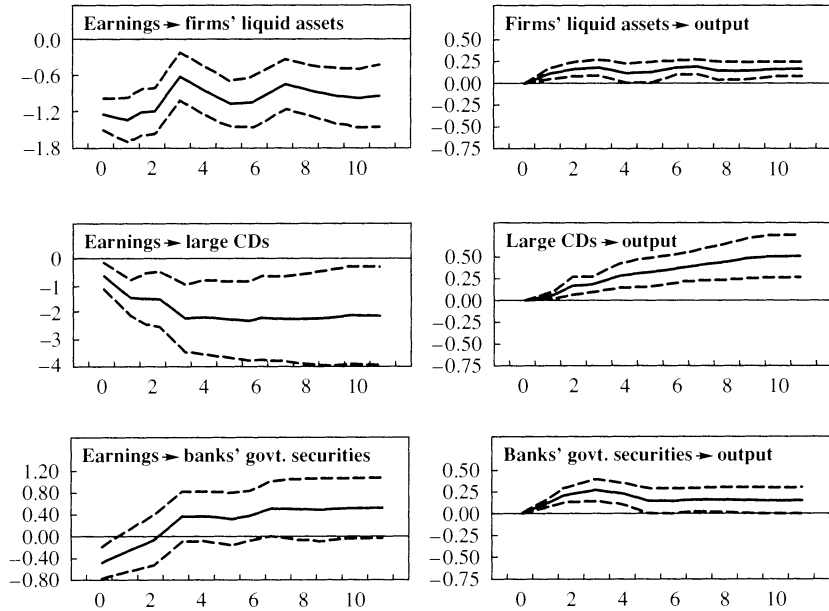 Earnings → firms' liquid assets
0.0
−0.6
−1.2
−1.8
0 2 4 6 8 10
Firms' liquid assets → output
0.50
0.25
0.00
−0.25
−0.50
−0.75
0 2 4 6 8 10
Earnings → large CDs
0
−1
−2
−3
−4
0 2 4 6 8 10
Large CDs → output
0.50
0.25
0.00
−0.25
−0.50
−0.75
0 2 4 6 8 10
Earnings → banks' govt. securities
1.20
0.80
0.40
0.00
−0.40
−0.80
0 2 4 6 8 10
Banks' govt. securities → output
0.50
0.25
0.00
−0.25
−0.50
−0.75
0 2 4 6 8 10